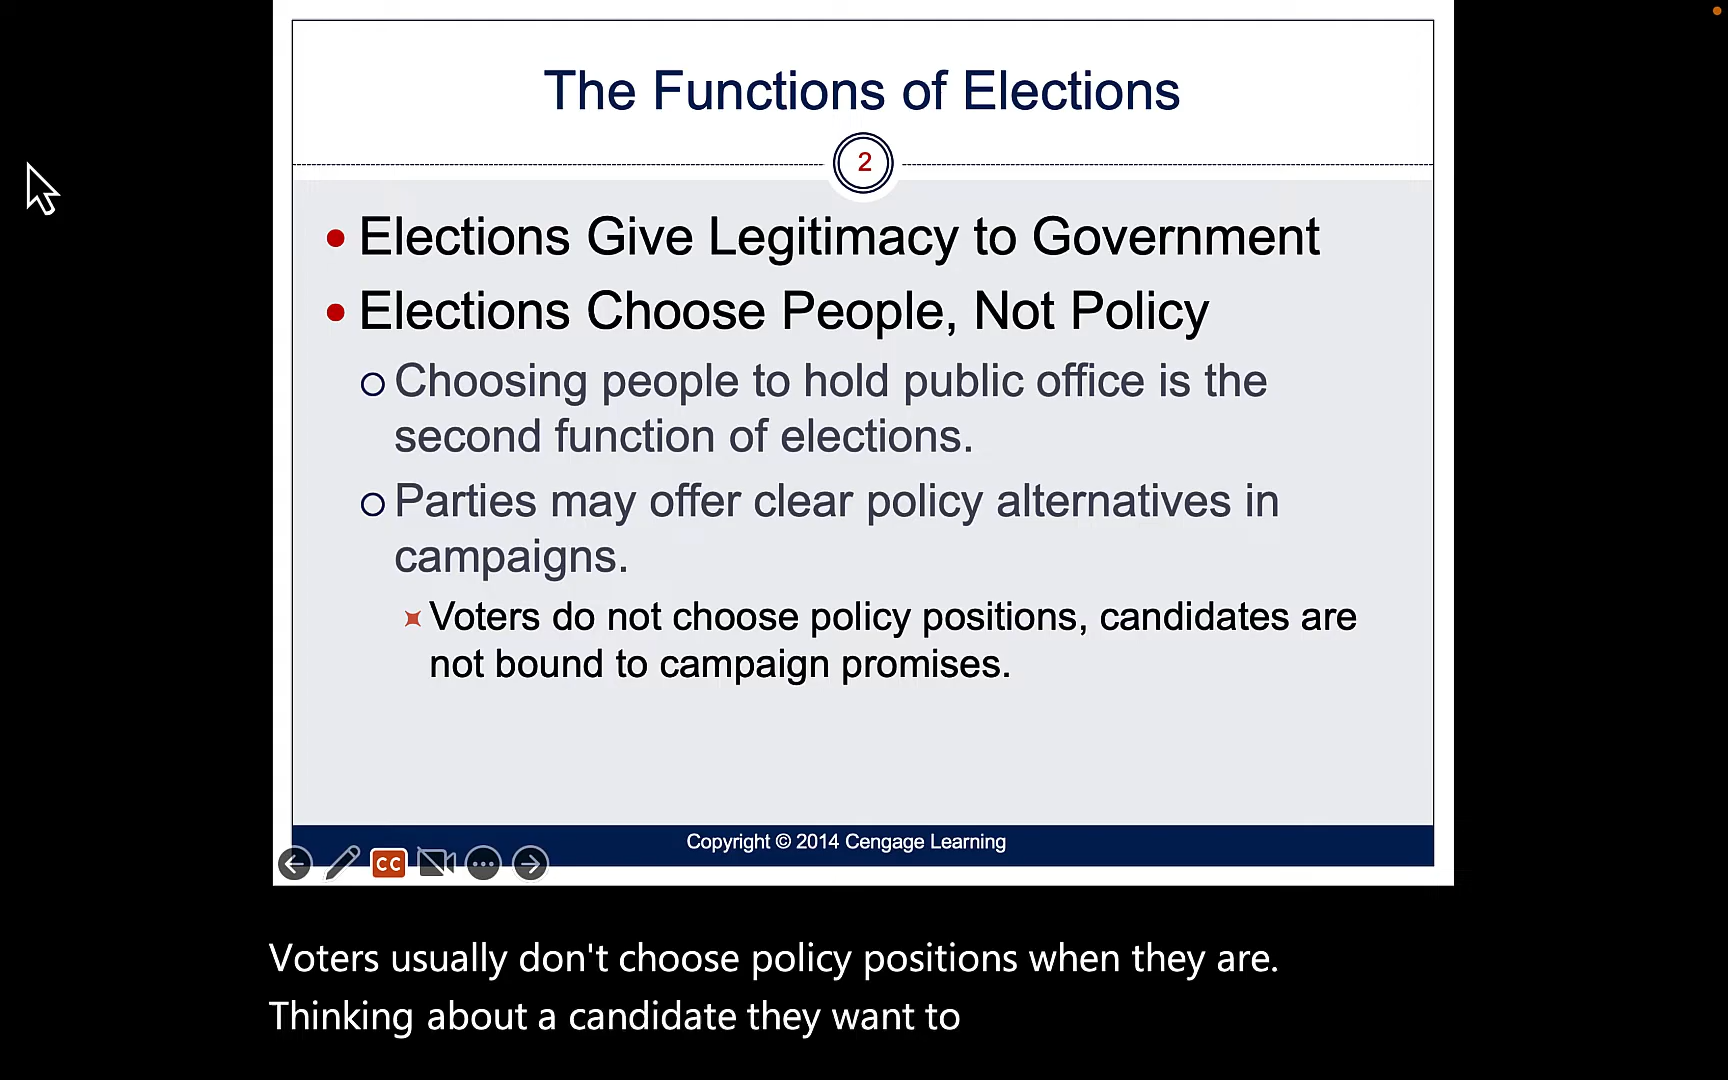 The Functions of Elections
2
Elections Give Legitimacy to Government
Elections Choose People, Not Policy
Choosing people to hold public office is the
second function of elections.
Parties may offer clear policy alternatives in
campaigns.
Voters do not choose policy positions, candidates are
not bound to campaign promises.
Copyright © 2014 Cengage Learning
CC
Voters usually don't choose policy positions when they are.
Thinking about a candidate they want to